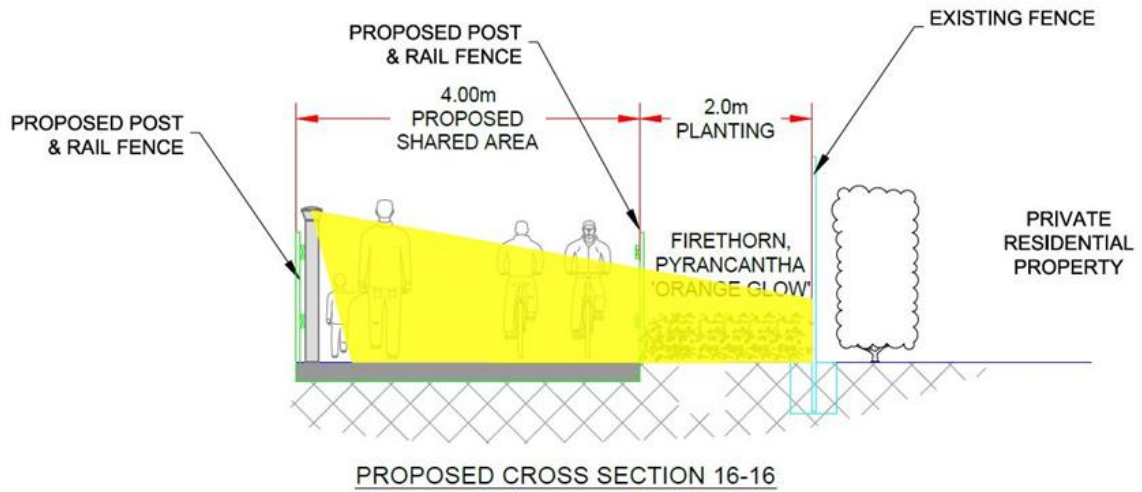 EXISTING FENCE
PROPOSED POST
& RAIL FENCE
4.00m
PROPOSED
SHARED AREA
2.0m
PLANTING
PROPOSED POST
& RAIL FENCE
FIRETHORN,
PYRANCANTHA
'ORANGE GLOW'
PRIVATE
RESIDENTIAL
PROPERTY
PROPOSED CROSS SECTION 16-16